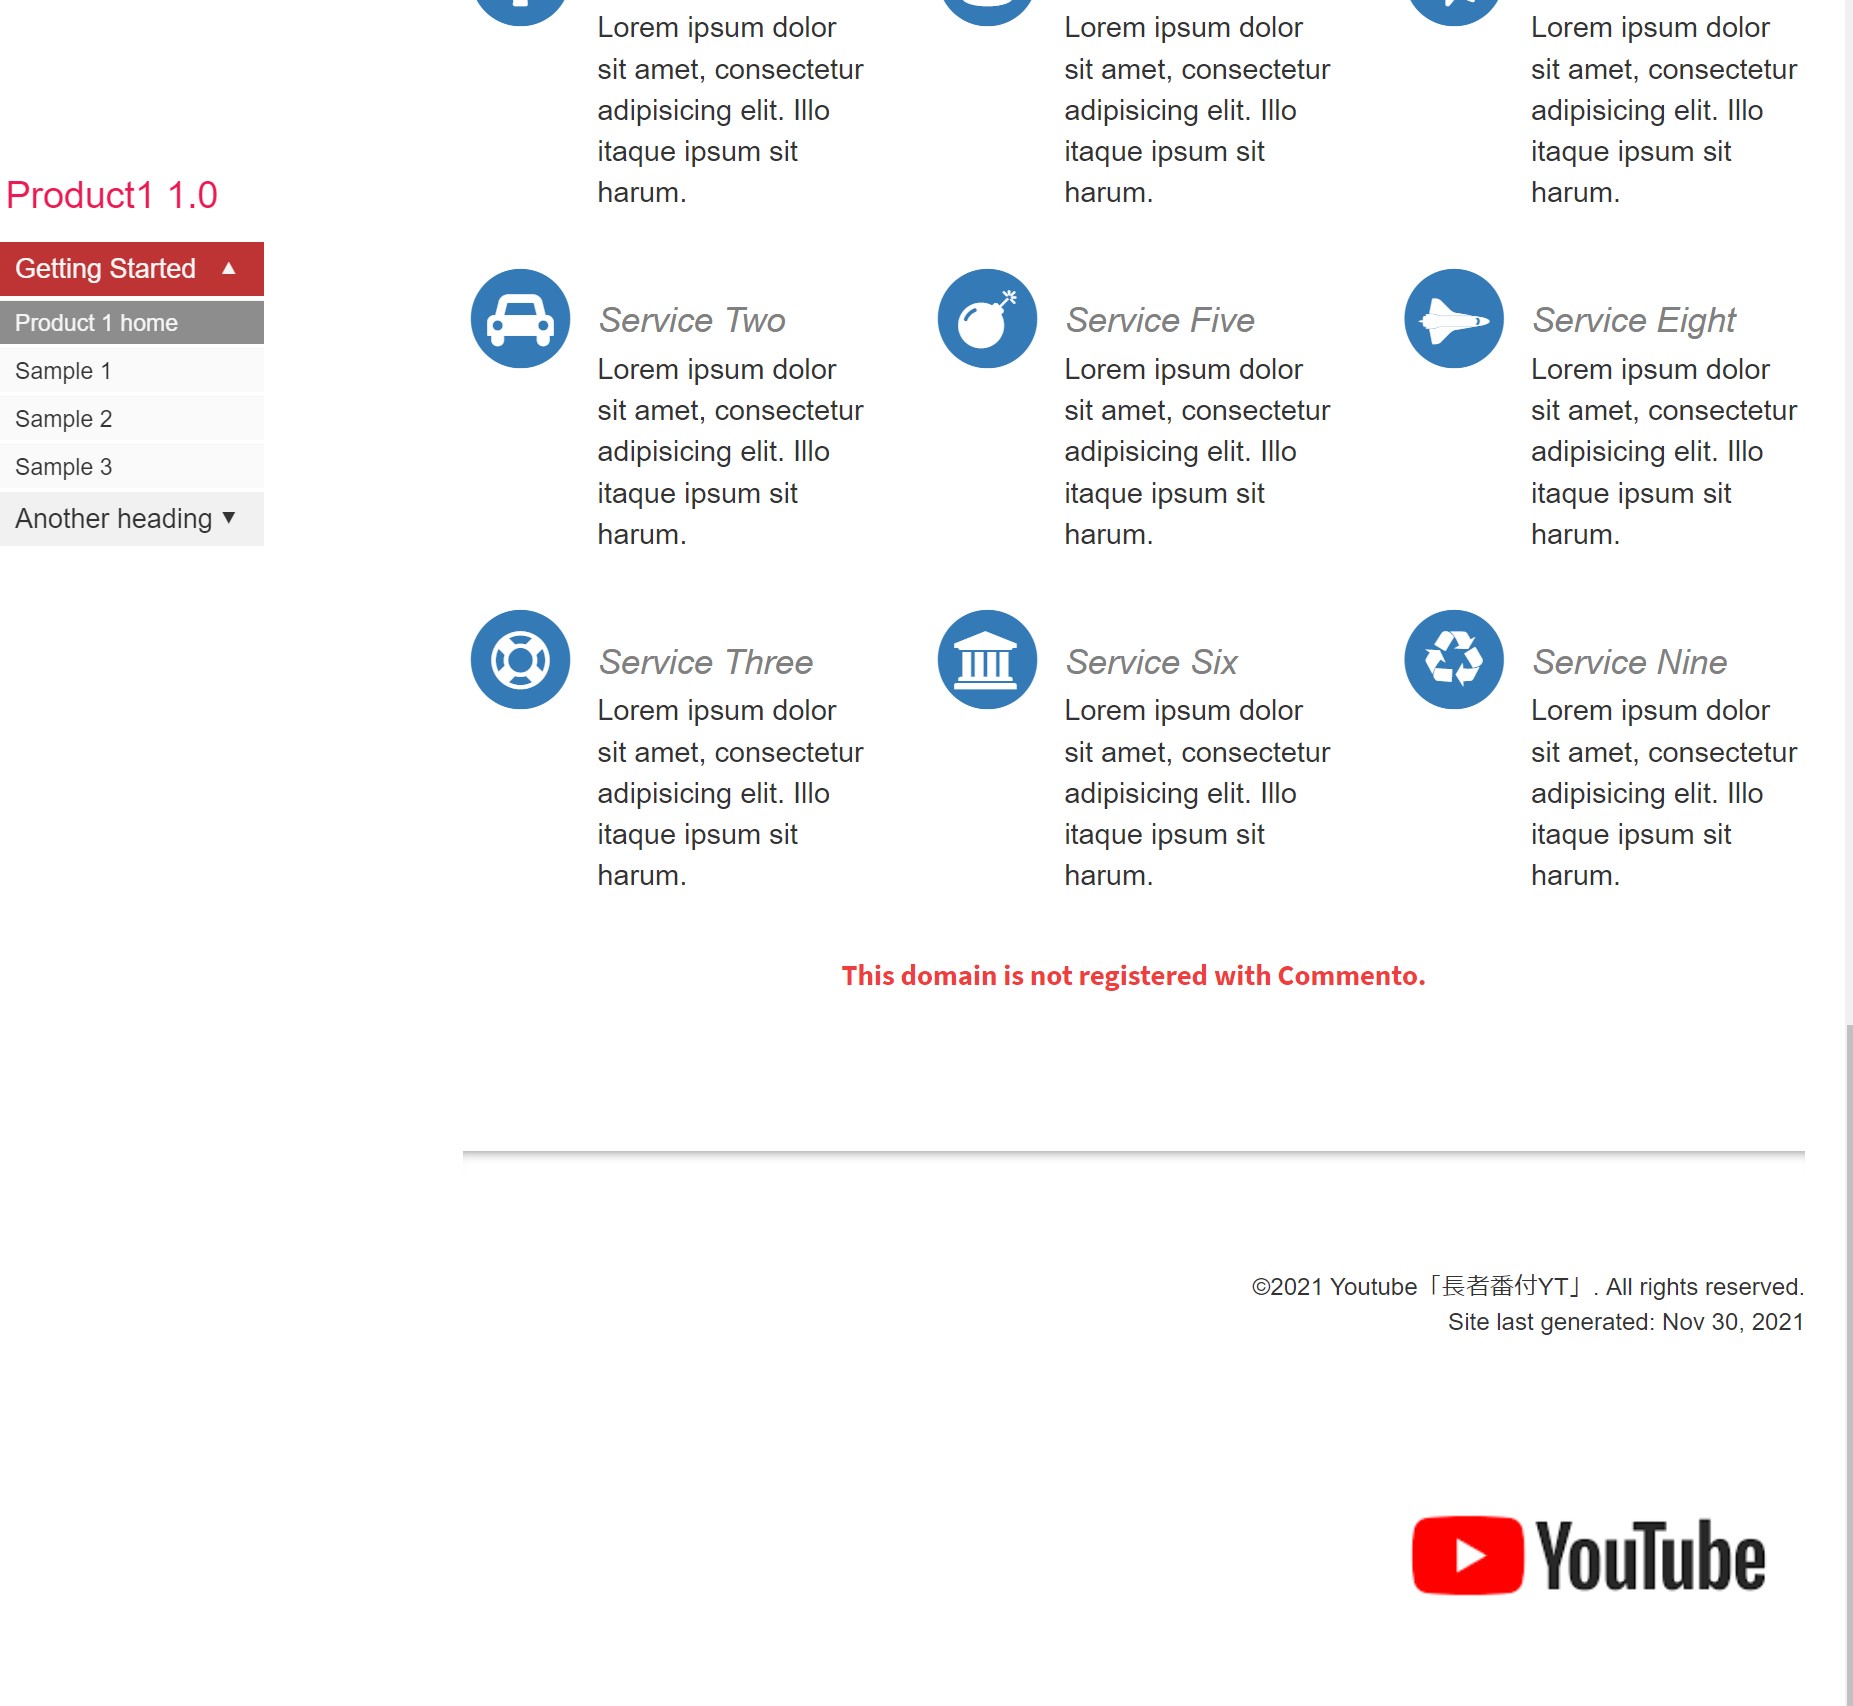 Product1 1.0
Getting Started ▲
Product 1 home
Sample 1
Sample 2
Sample 3
Another heading ▼
Lorem ipsum dolor
sit amet, consectetur
adipisicing elit. Illo
itaque ipsum sit
harum.
Lorem ipsum dolor
sit amet, consectetur
adipisicing elit. Illo
itaque ipsum sit
harum.
Lorem ipsum dolor
sit amet, consectetur
adipisicing elit. Illo
itaque ipsum sit
harum.
Service Two
Lorem ipsum dolor
sit amet, consectetur
adipisicing elit. Illo
itaque ipsum sit
harum.
Service Five
Lorem ipsum dolor
sit amet, consectetur
adipisicing elit. Illo
itaque ipsum sit
harum.
Service Eight
Lorem ipsum dolor
sit amet, consectetur
adipisicing elit. Illo
itaque ipsum sit
harum.
Service Three
Lorem ipsum dolor
sit amet, consectetur
adipisicing elit. Illo
itaque ipsum sit
harum.
Service Six
Lorem ipsum dolor
sit amet, consectetur
adipisicing elit. Illo
itaque ipsum sit
harum.
Service Nine
Lorem ipsum dolor
sit amet, consectetur
adipisicing elit. Illo
itaque ipsum sit
harum.
This domain is not registered with Commento.
©2021 Youtube「長者番付YT」. All rights reserved.
Site last generated: Nov 30, 2021
YouTube